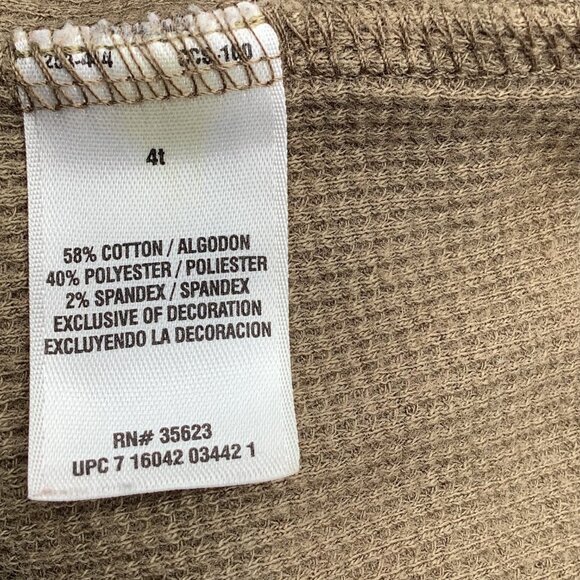 4t
58% COTTON / ALGODON
40% POLYESTER / POLIESTER
2% SPANDEX / SPANDEX
EXCLUSIVE OF DECORATION
EXCLUYENDO LA DECORACION
RN# 35623
UPC 7 16042 03442 1